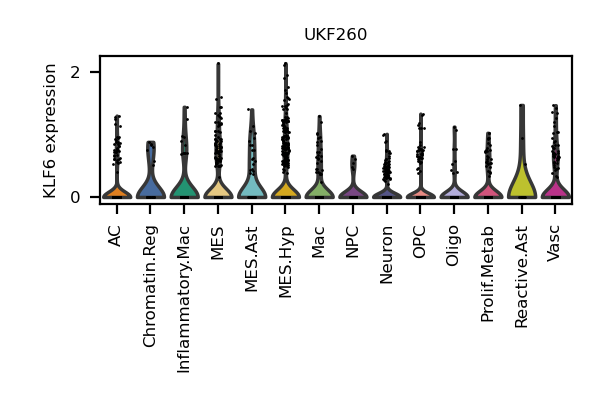 UKF260
KLF6 expression
2
0
AC
Chromatin.Reg
Inflammatory.Mac
MES
MES.Ast
MES.Hyp
Mac
NPC
Neuron
OPC
Oligo
Prolif.Metab
Reactive.Ast
Vasc